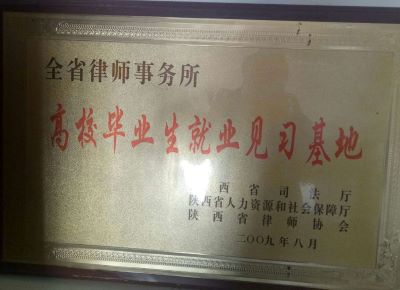 全省律师事务所
高校毕业生就业见习基地
西省司法厅
陕西省人力资源和社会保障厅
陕西省律师协会
二〇〇九年八月